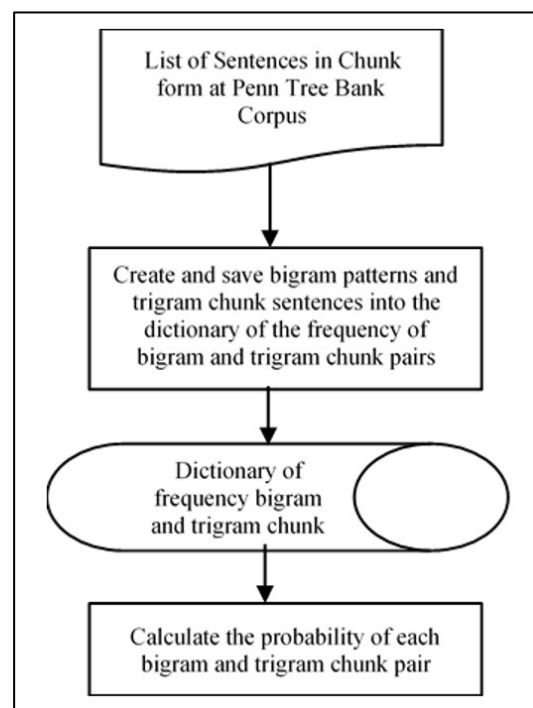 List of Sentences in Chunk
form at Penn Tree Bank
Corpus
Create and save bigram patterns and
trigram chunk sentences into the
dictionary of the frequency of
bigram and trigram chunk pairs
Dictionary of
frequency bigram
and trigram chunk
Calculate the probability of each
bigram and trigram chunk pair